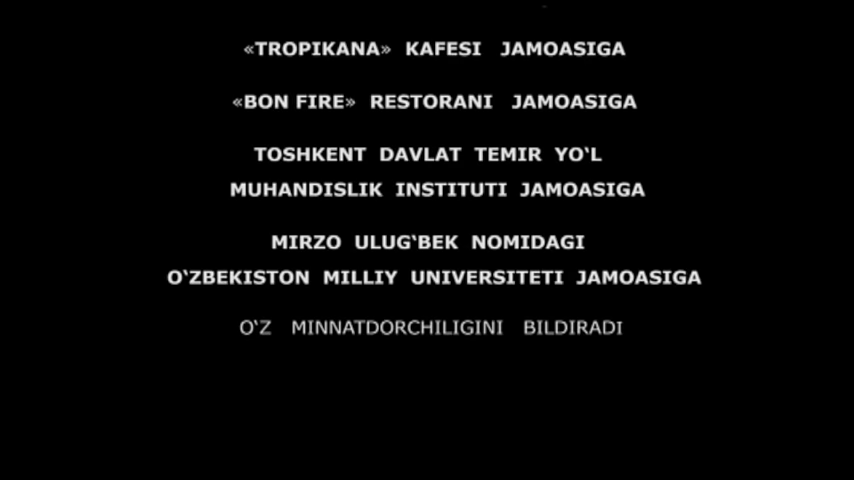 «TROPIKANA» KAFESI JAMOASIGA
«BON FIRE» RESTORANI JAMOASIGA
TOSHKENT DAVLAT TEMIR YO‘L
MUHANDISLIK INSTITUTI JAMOASIGA
MIRZO ULUG‘BEK NOMIDAGI
O‘ZBEKISTON MILLIY UNIVERSITETI JAMOASIGA
O‘Z MINNATDORCHILIGINI BILDIRADI